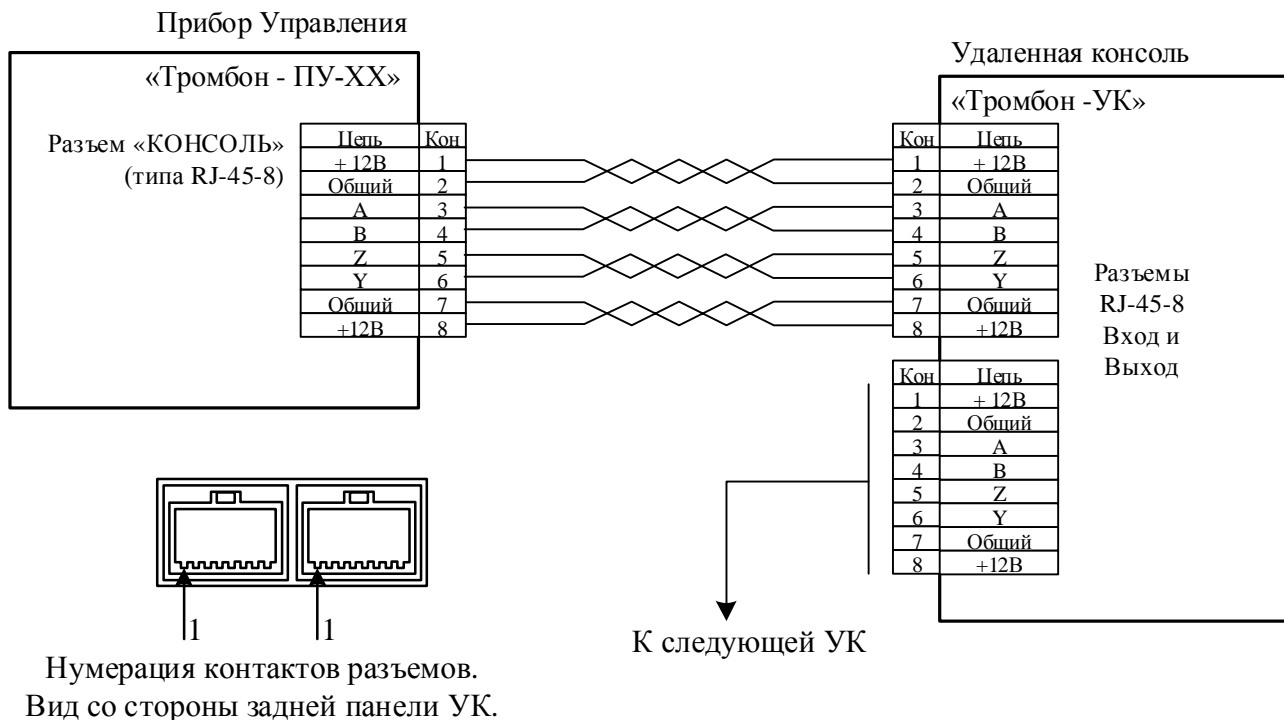 Прибор Управления
«Тромбон - ПУ-ХХ»
Разъем «КОНСОЛЬ»
(типа RJ-45-8)
Цепь Кон
+ 12В 1
Общий 2
A 3
B 4
Z 5
Y 6
Общий 7
+12В 8
Удаленная консоль
«Тромбон -УК»
Кон Цепь
1 + 12В
2 Общий
3 A
4 B
5 Z
6 Y
7 Общий
8 +12В
Разъемы
RJ-45-8
Вход и
Выход
Кон Цепь
1 + 12В
2 Общий
3 A
4 B
5 Z
6 Y
7 Общий
8 +12В
К следующей УК
1 1
Нумерация контактов разъемов.
Вид со стороны задней панели УК.